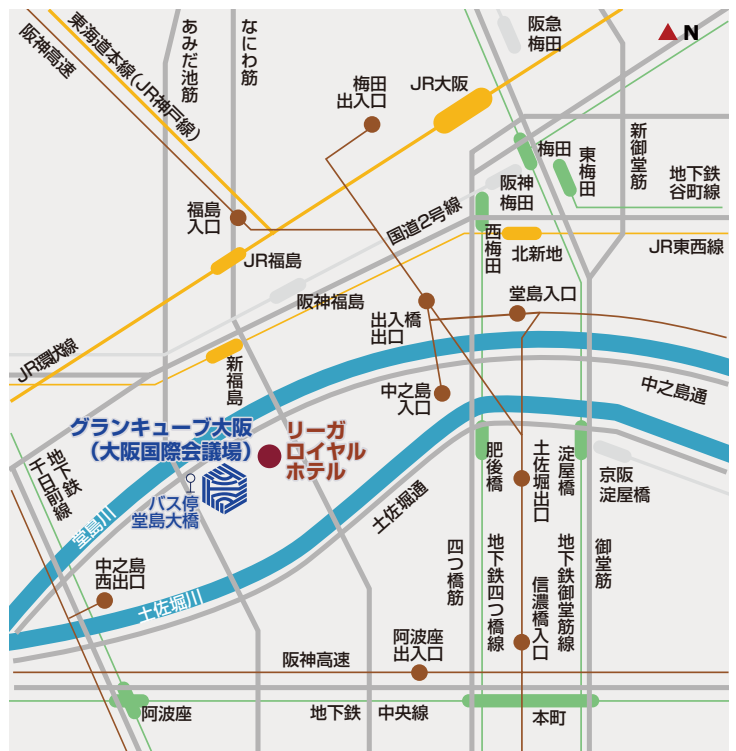 東海道本線（JR神戸線）
阪神高速
あみだ池筋
なにわ筋
阪急
梅田
N
梅田
出入口
JR大阪
新御堂筋
梅田
東梅田
阪神
梅田
地下鉄
谷町線
福島
入口
国道2号線
西梅田
北新地
JR東西線
JR福島
阪神福島
堂島入口
出入橋
出口
JR環状線
新福島
中之島
入口
中之島通
グランキューブ大阪
（大阪国際会議場）
リーガ
ロイヤル
ホテル
地下鉄
千日前線
バス停
堂島大橋
肥後橋
土佐堀出口
淀屋橋
京阪
淀屋橋
土佐堀通
堂島川
中之島
西出口
土佐堀川
四つ橋筋
地下鉄四つ橋線
信濃橋入口
地下鉄御堂筋線
御堂筋
阿波座
出入口
阪神高速
阿波座
地下鉄
中央線
本町